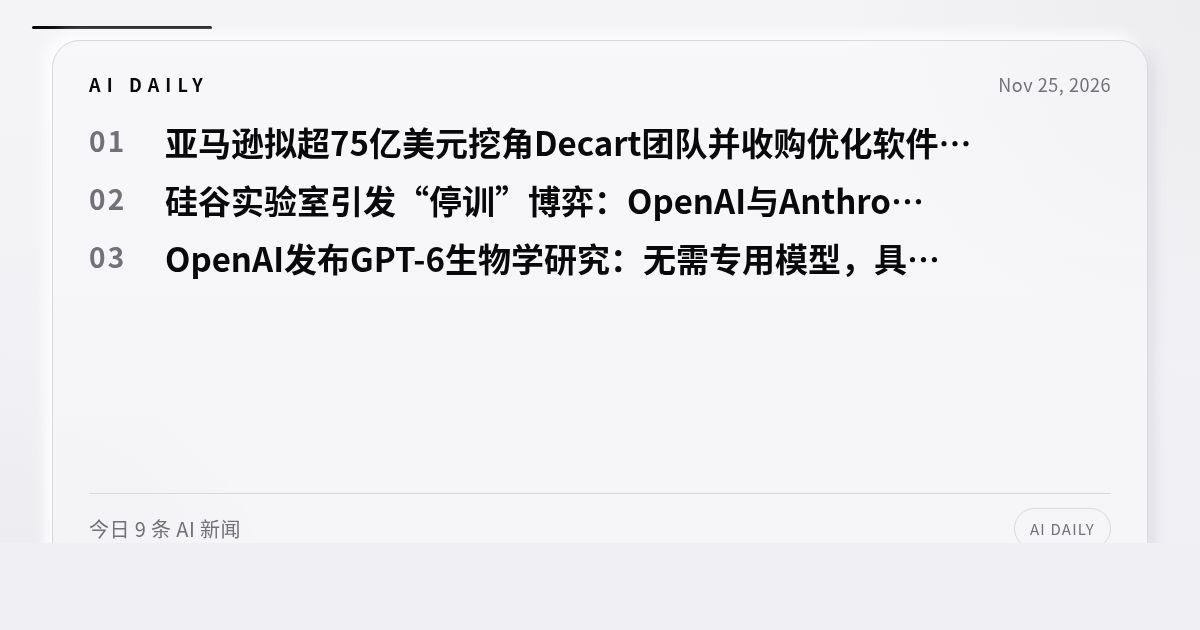 AI DAILY
Nov 25, 2026
01 亚马逊拟超75亿美元挖角Decart团队并收购优化软件…
02 硅谷实验室引发“停训”博弈：OpenAI与Anthro…
03 OpenAI发布GPT-6生物学研究：无需专用模型，具…
今日 9 条 AI 新闻
AI DAILY